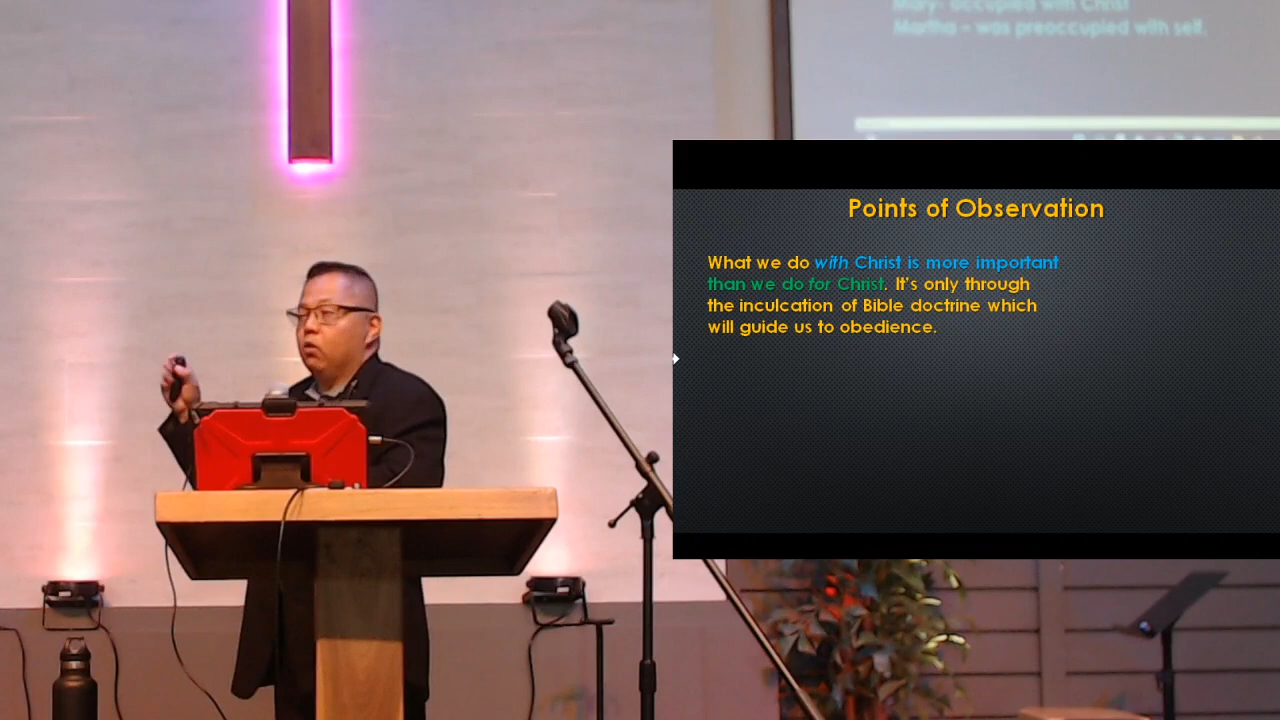 Mary- occupied with Christ
Martha - was preoccupied with self.
Points of Observation
What we do with Christ is more important
than we do for Christ. It's only through
the inculcation of Bible doctrine which
will guide us to obedience.